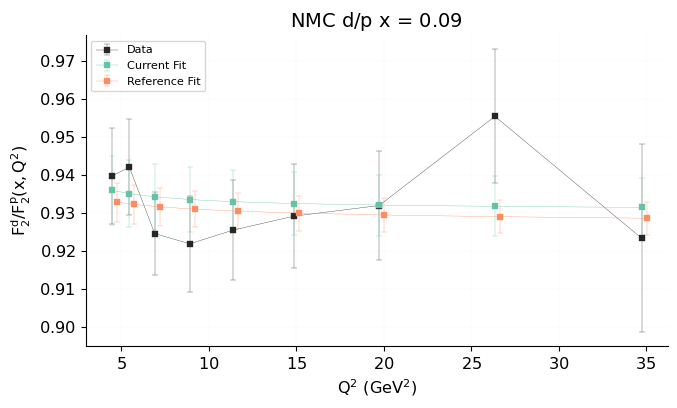 NMC d/p x = 0.09
Data
Current Fit
Reference Fit
0.97
0.96
0.95
0.94
0.93
0.92
0.91
0.90
F₂ᵈ/F₂ᵖ(x,Q²)
5 10 15 20 25 30 35
Q² (GeV²)